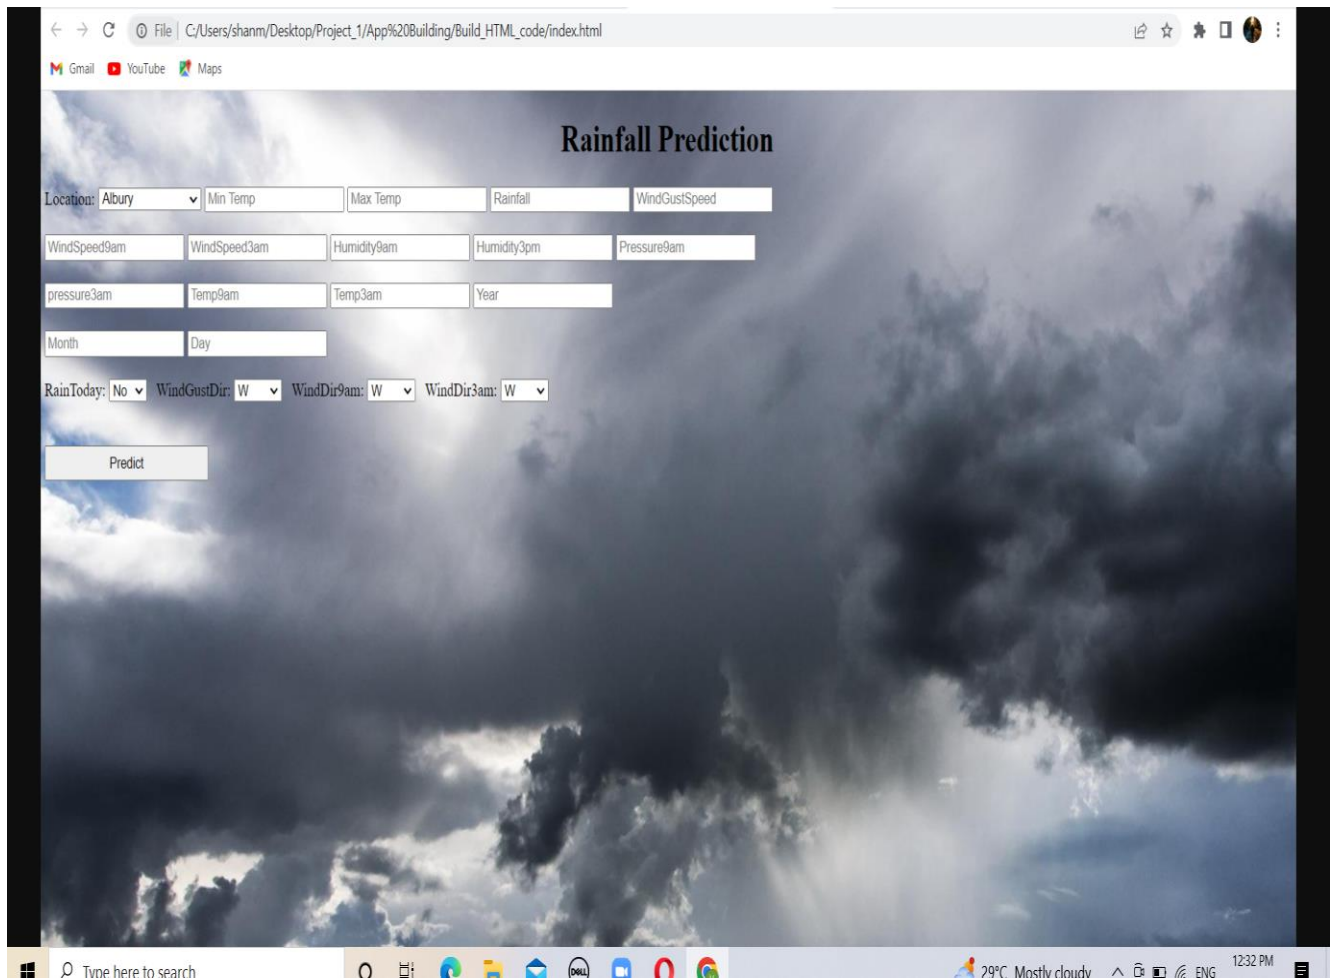 File C:/Users/shanm/Desktop/Project_1/App%20Building/Build_HTML_code/index.html
Gmail YouTube Maps
Rainfall Prediction
Location: Albury Min Temp Max Temp Rainfall WindGustSpeed
WindSpeed9am WindSpeed3am Humidity9am Humidity3pm Pressure9am
pressure3am Temp9am Temp3am Year
Month Day
RainToday: No WindGustDir: W WindDir9am: W WindDir3am: W
Predict
Type here to search DELL 29°C Mostly cloudy ENG 12:32 PM